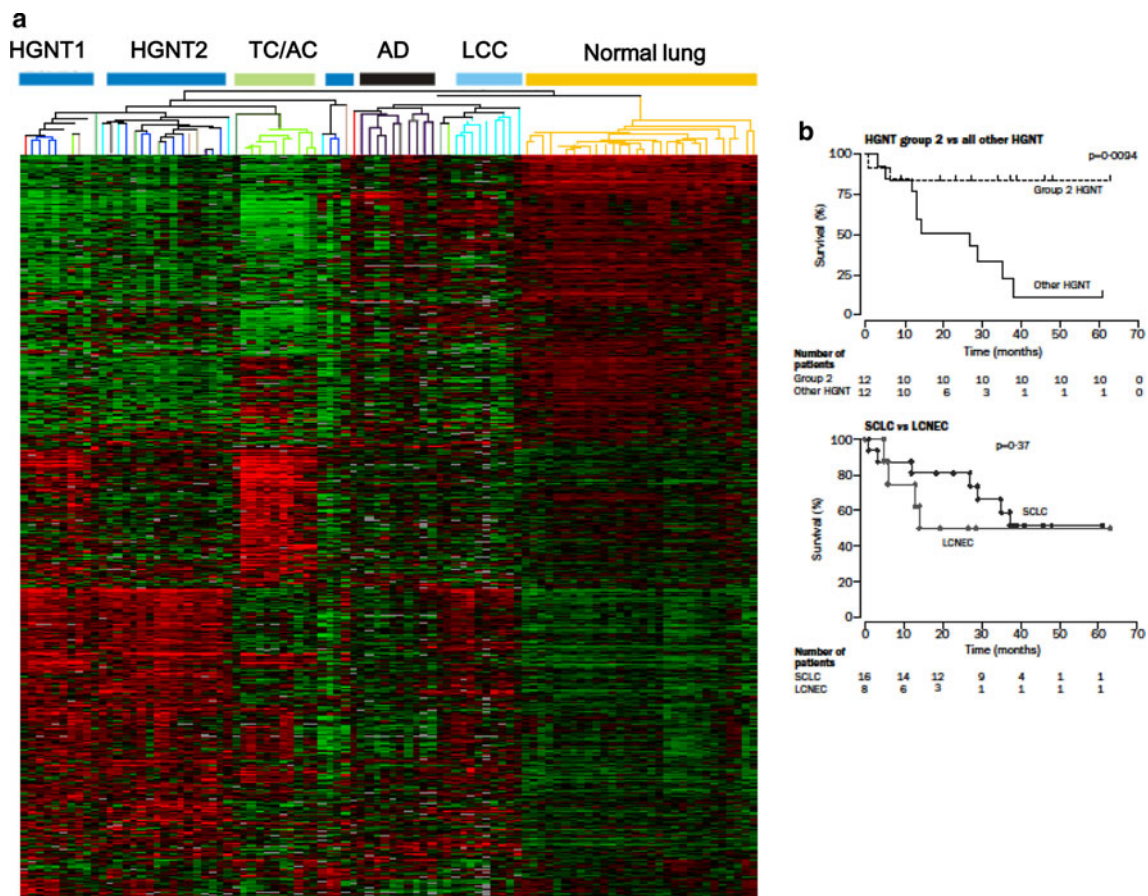 a
HGNT1 HGNT2 TC/AC AD LCC Normal lung
b
HGNT group 2 vs all other HGNT
p=0·0094
100
75
50
25
0
Survival (%)
Group 2 HGNT
Other HGNT
0 10 20 30 40 50 60 70
Time (months)
Number of
patients
Group 2 12 10 10 10 10 10 10 0
Other HGNT 12 10 6 3 1 1 1 0
SCLC vs LCNEC
p=0·37
100
80
60
40
20
0
Survival (%)
SCLC
LCNEC
0 10 20 30 40 50 60 70
Time (months)
Number of
patients
SCLC 16 14 12 9 4 1 1
LCNEC 8 6 3 1 1 1 1